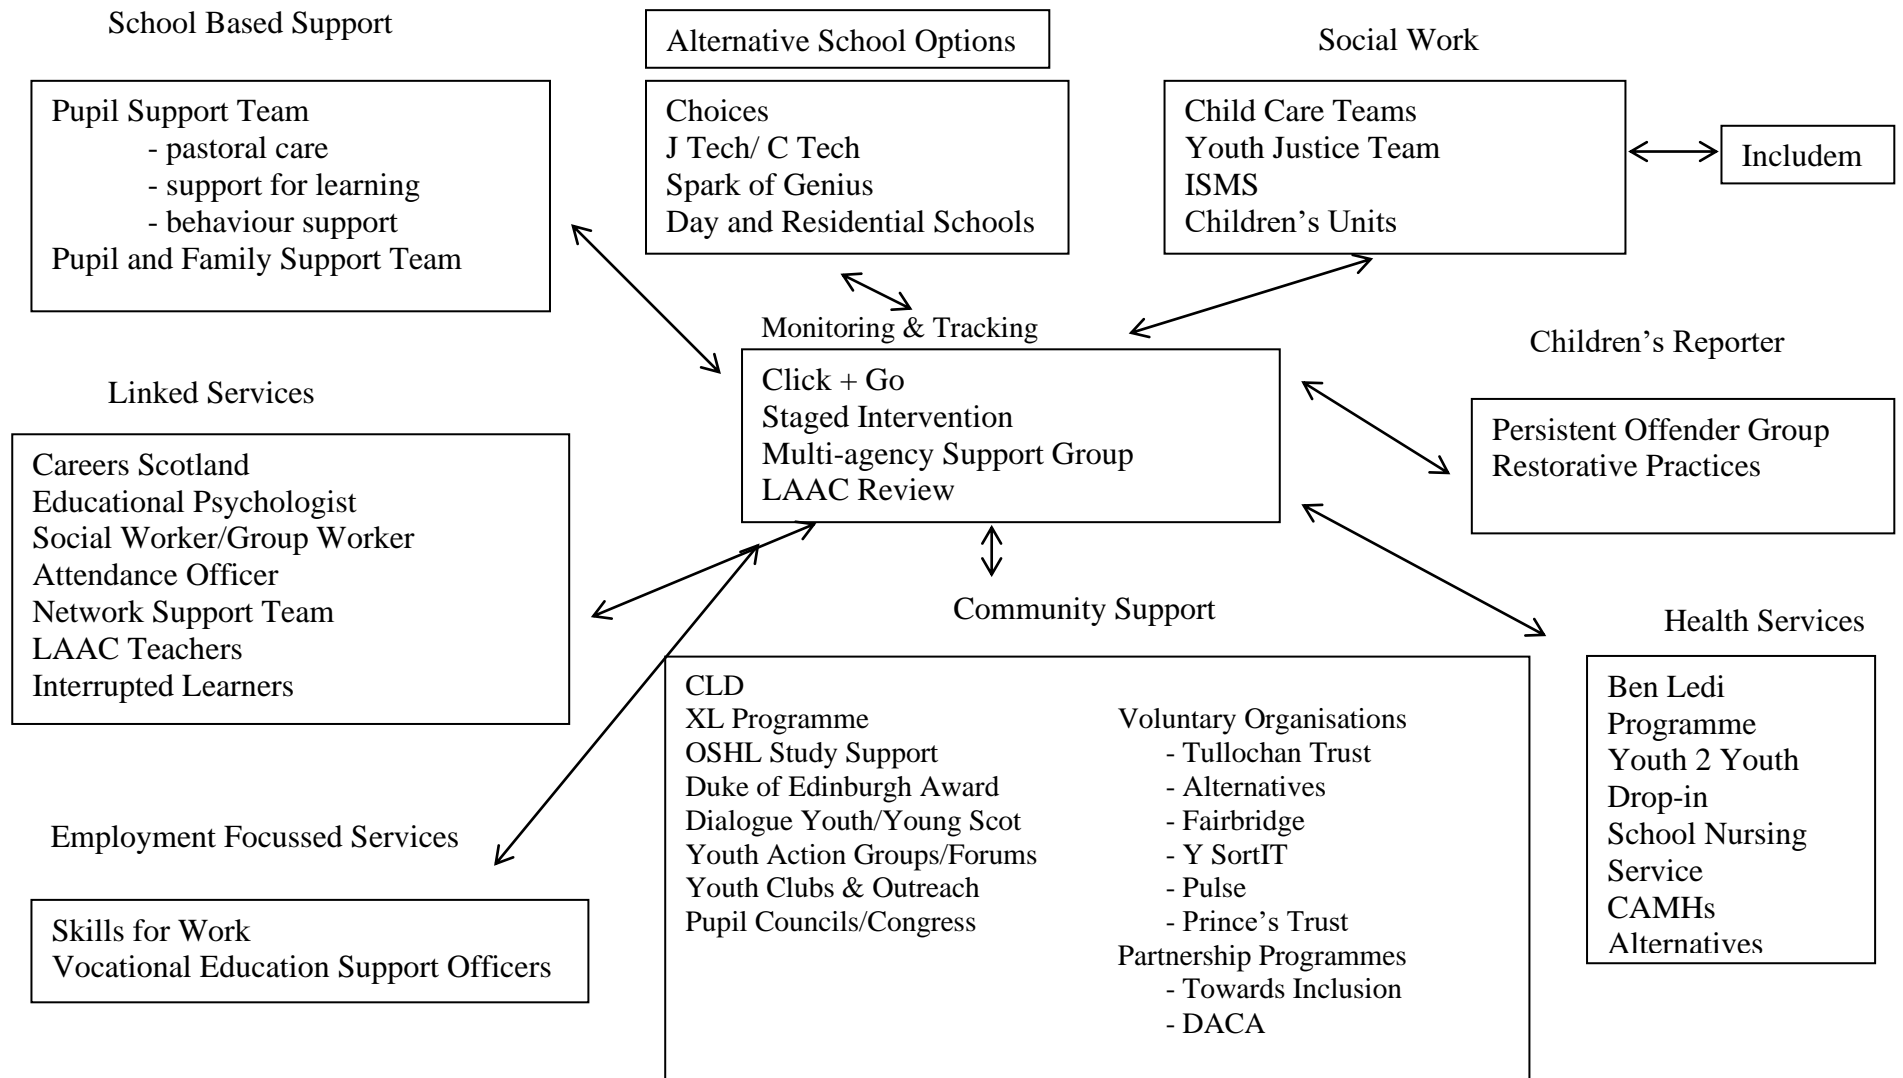 School Based Support
Pupil Support Team
- pastoral care
- support for learning
- behaviour support
Pupil and Family Support Team
Alternative School Options
Choices
J Tech/ C Tech
Spark of Genius
Day and Residential Schools
Social Work
Child Care Teams
Youth Justice Team
ISMS
Children’s Units
Includem
Monitoring & Tracking
Click + Go
Staged Intervention
Multi-agency Support Group
LAAC Review
Children’s Reporter
Persistent Offender Group
Restorative Practices
Linked Services
Careers Scotland
Educational Psychologist
Social Worker/Group Worker
Attendance Officer
Network Support Team
LAAC Teachers
Interrupted Learners
Community Support
CLD
XL Programme
OSHL Study Support
Duke of Edinburgh Award
Dialogue Youth/Young Scot
Youth Action Groups/Forums
Youth Clubs & Outreach
Pupil Councils/Congress
Voluntary Organisations
- Tullochan Trust
- Alternatives
- Fairbridge
- Y SortIT
- Pulse
- Prince’s Trust
Partnership Programmes
- Towards Inclusion
- DACA
Health Services
Ben Ledi
Programme
Youth 2 Youth
Drop-in
School Nursing
Service
CAMHs
Alternatives
Employment Focussed Services
Skills for Work
Vocational Education Support Officers